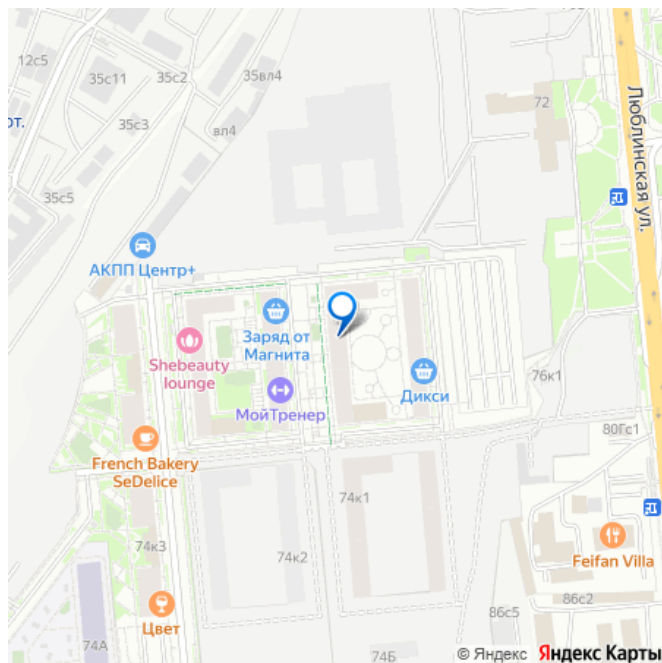 76
12с5
35с11
35с2
35вл4
35с3
вл4
72
от.
Люблинская ул.
35с5
АКПП Центр+
Заряд от
Магнита
Shebeauty
lounge
МойТренер
Дикси
76к1
80Гс1
French Bakery
SeDelice
74к1
74к3
74к2
Feifan Villa
86с5
86с2
Цвет
74А
74Б
© Яндекс Яндекс Карты